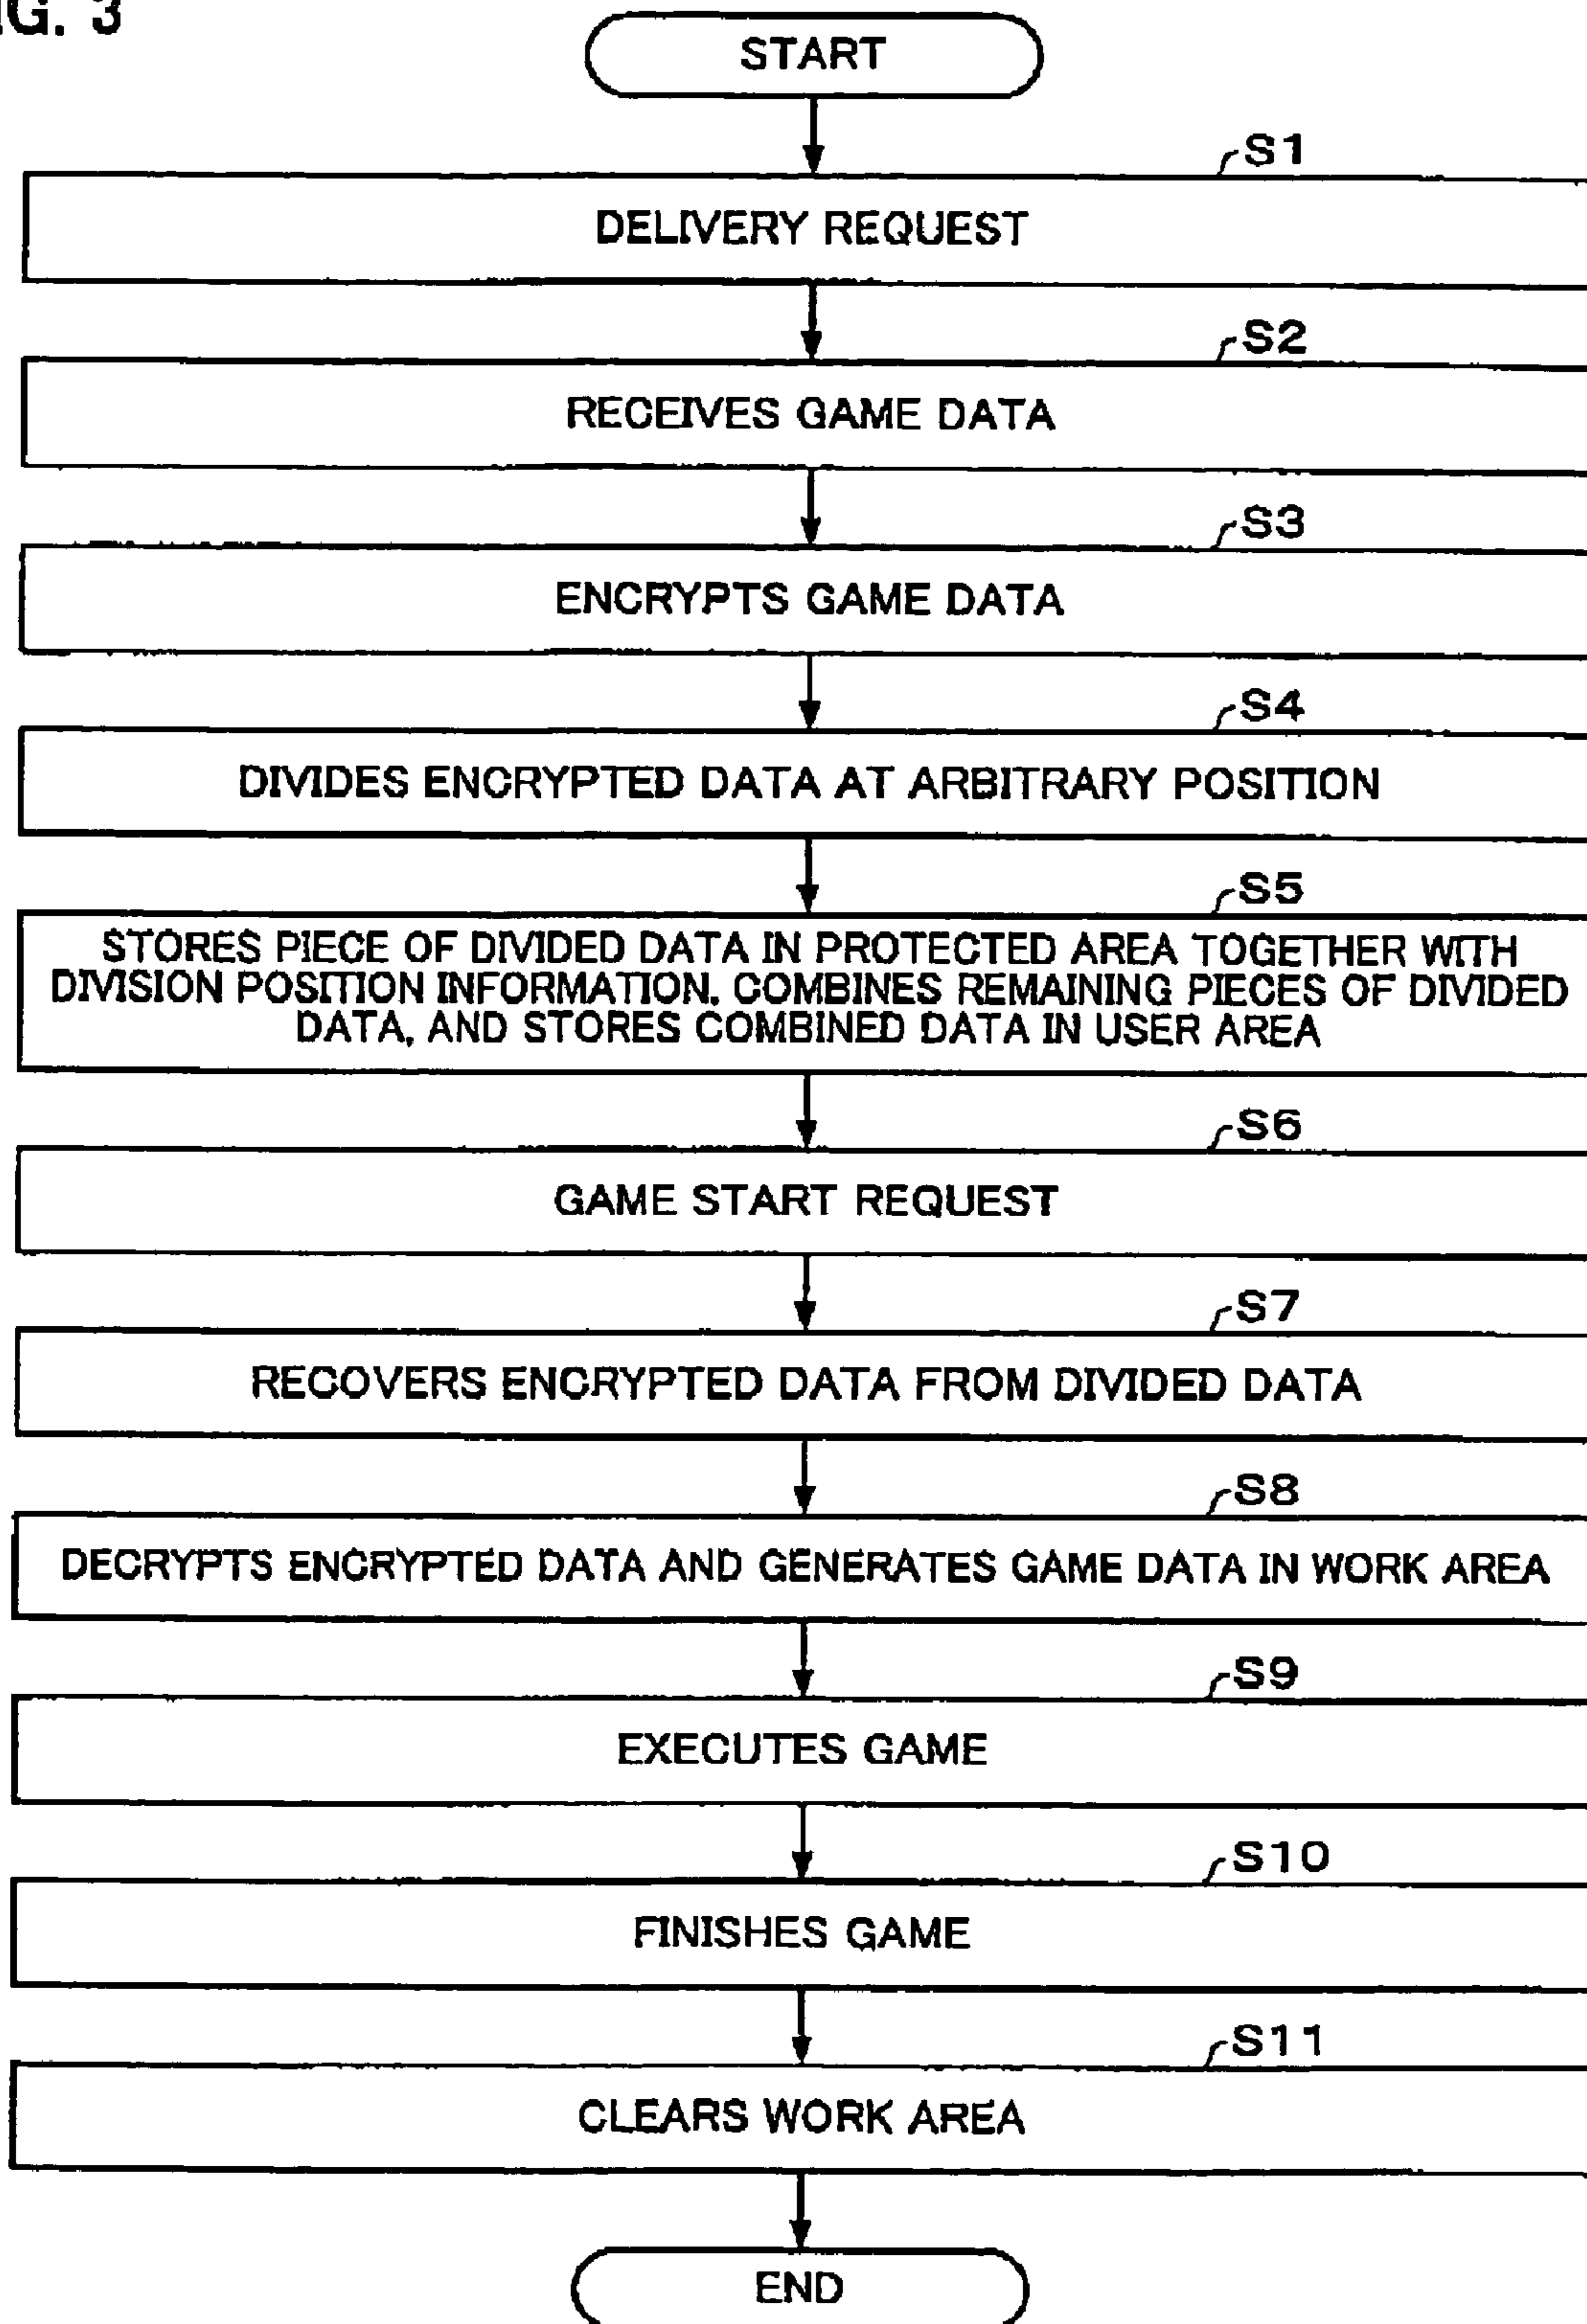 IG. 3
START
S1
DELIVERY REQUEST
S2
RECEIVES GAME DATA
S3
ENCRYPTS GAME DATA
S4
DIVIDES ENCRYPTED DATA AT ARBITRARY POSITION
S5
STORES PIECE OF DIVIDED DATA IN PROTECTED AREA TOGETHER WITH
DIVISION POSITION INFORMATION, COMBINES REMAINING PIECES OF DIVIDED
DATA, AND STORES COMBINED DATA IN USER AREA
S6
GAME START REQUEST
S7
RECOVERS ENCRYPTED DATA FROM DIVIDED DATA
S8
DECRYPTS ENCRYPTED DATA AND GENERATES GAME DATA IN WORK AREA
S9
EXECUTES GAME
S10
FINISHES GAME
S11
CLEARS WORK AREA
END